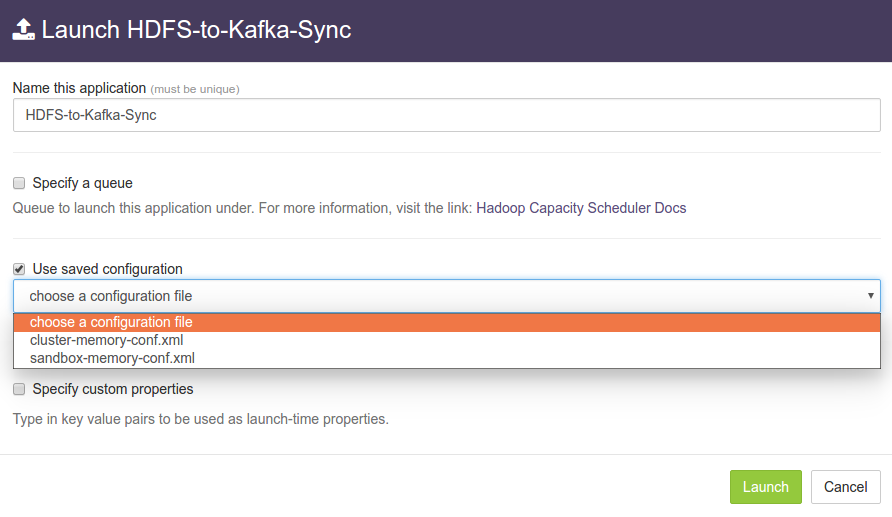 Launch HDFS-to-Kafka-Sync
Name this application (must be unique)
HDFS-to-Kafka-Sync
Specify a queue
Queue to launch this application under. For more information, visit the link: Hadoop Capacity Scheduler Docs
Use saved configuration
choose a configuration file
choose a configuration file
cluster-memory-conf.xml
sandbox-memory-conf.xml
Specify custom properties
Type in key value pairs to be used as launch-time properties.
Launch Cancel